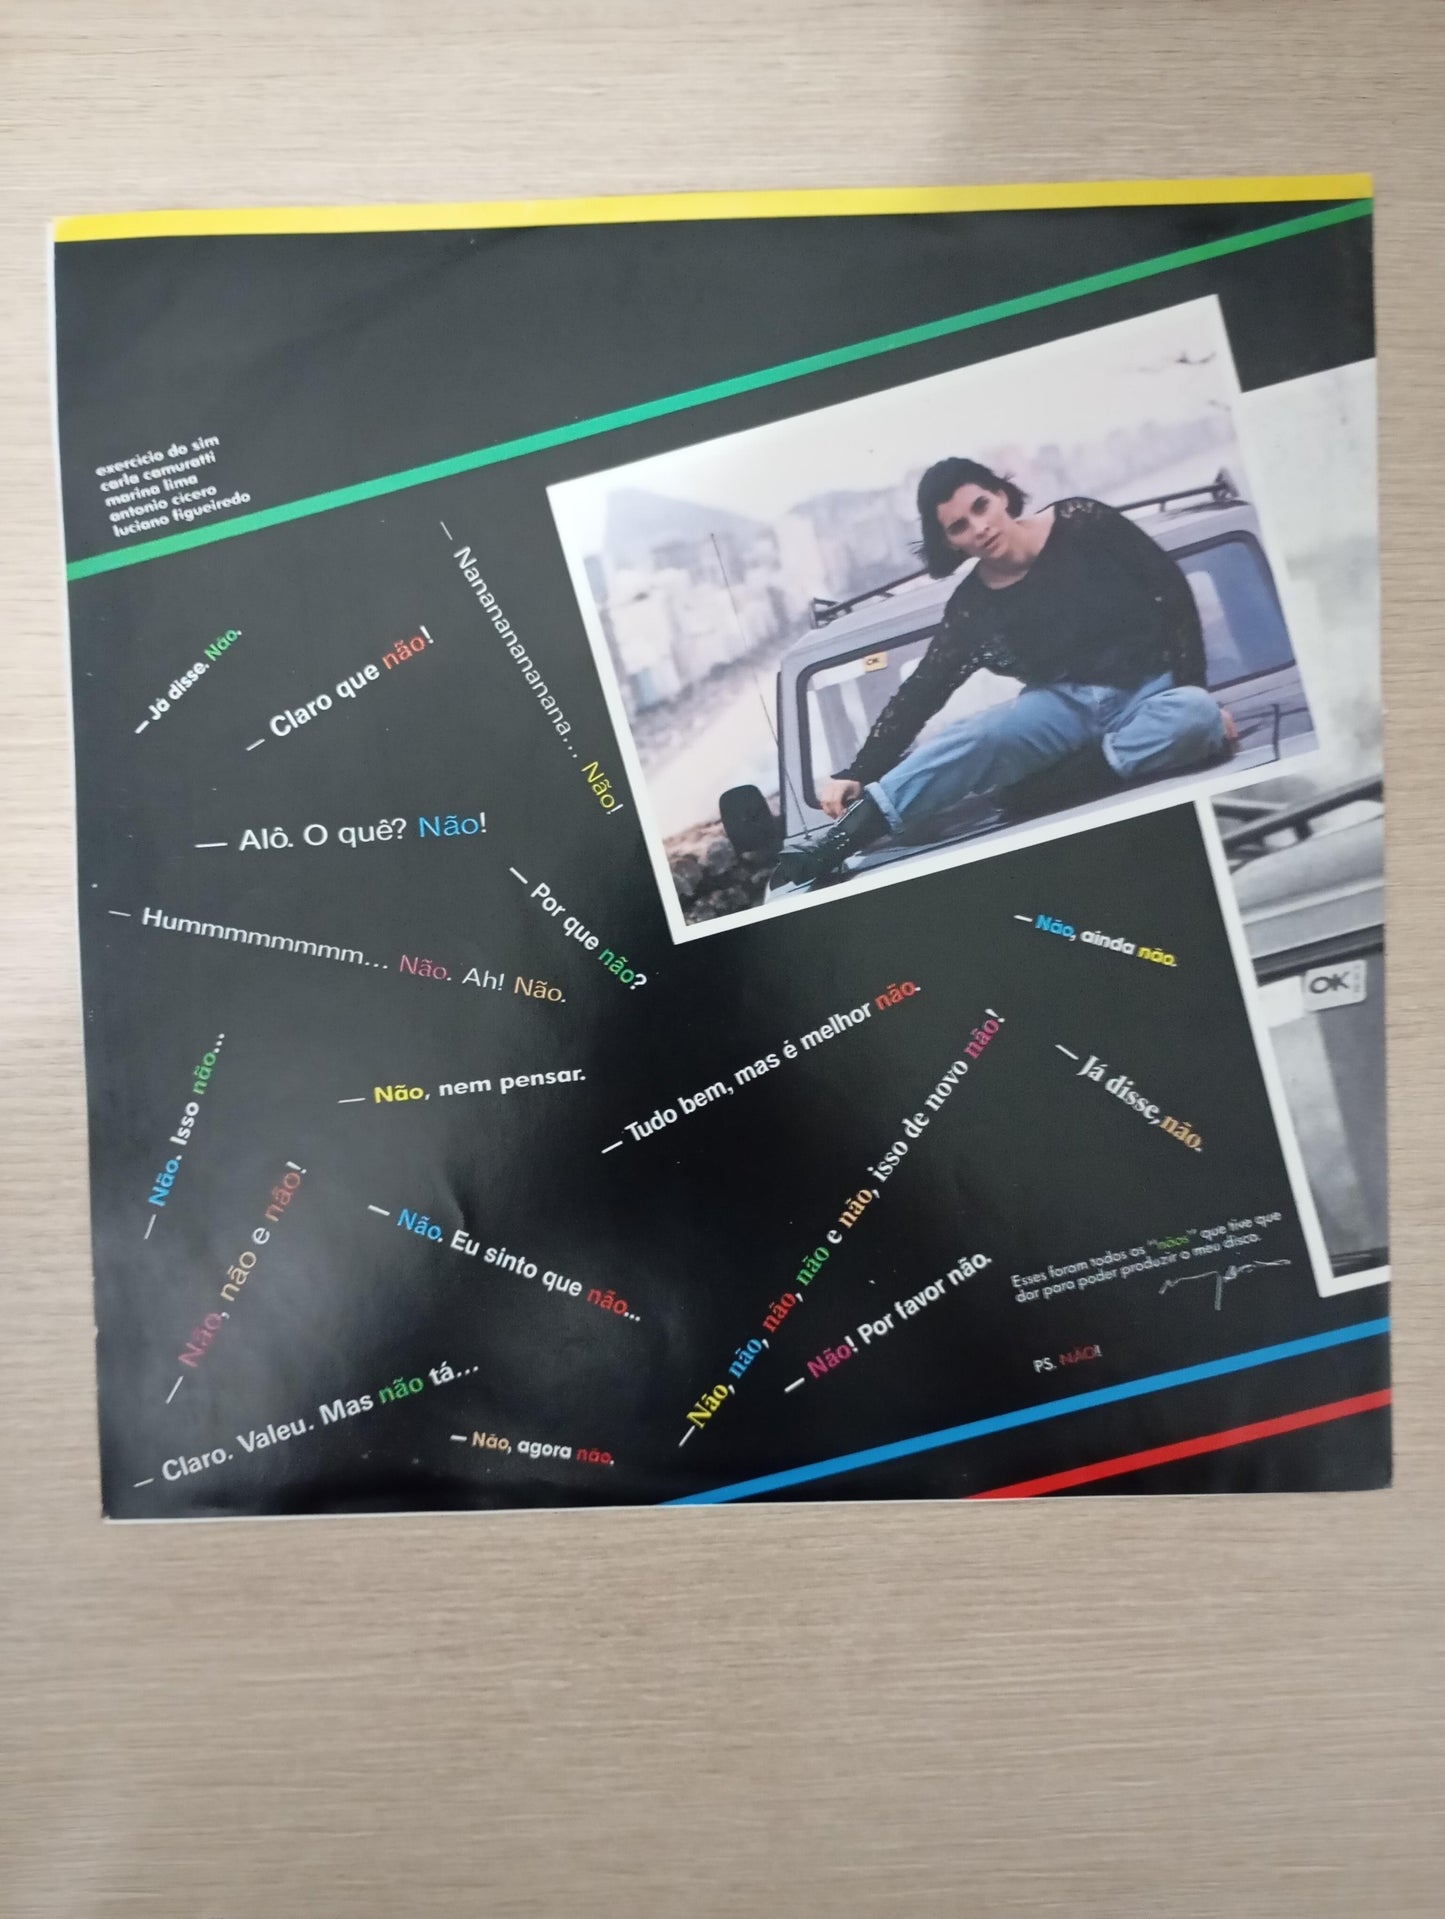 exercício do sim
carla camuratti
marina lima
antonio cicero
luciano figueiredo
— Nanananananana... Não!
— Já disse. Não.
— Claro que não!
OK
— Alô. O quê? Não!
— Por que não?
— Hummmmmmmmm... Não. Ah! Não.
— Não, ainda não.
OK
— Tudo bem, mas é melhor não.
— Não. Isso não...
— Não, nem pensar.
— Já disse, não.
— Não, não e não!
— Não. Eu sinto que não...
— Não, não, não, não e não, isso de novo não!
— Não! Por favor não.
Esses foram todos os "nãos" que tive que
dar para poder produzir o meu disco.
PS. NÃO!
— Claro. Valeu. Mas não tá...
— Não, agora não.